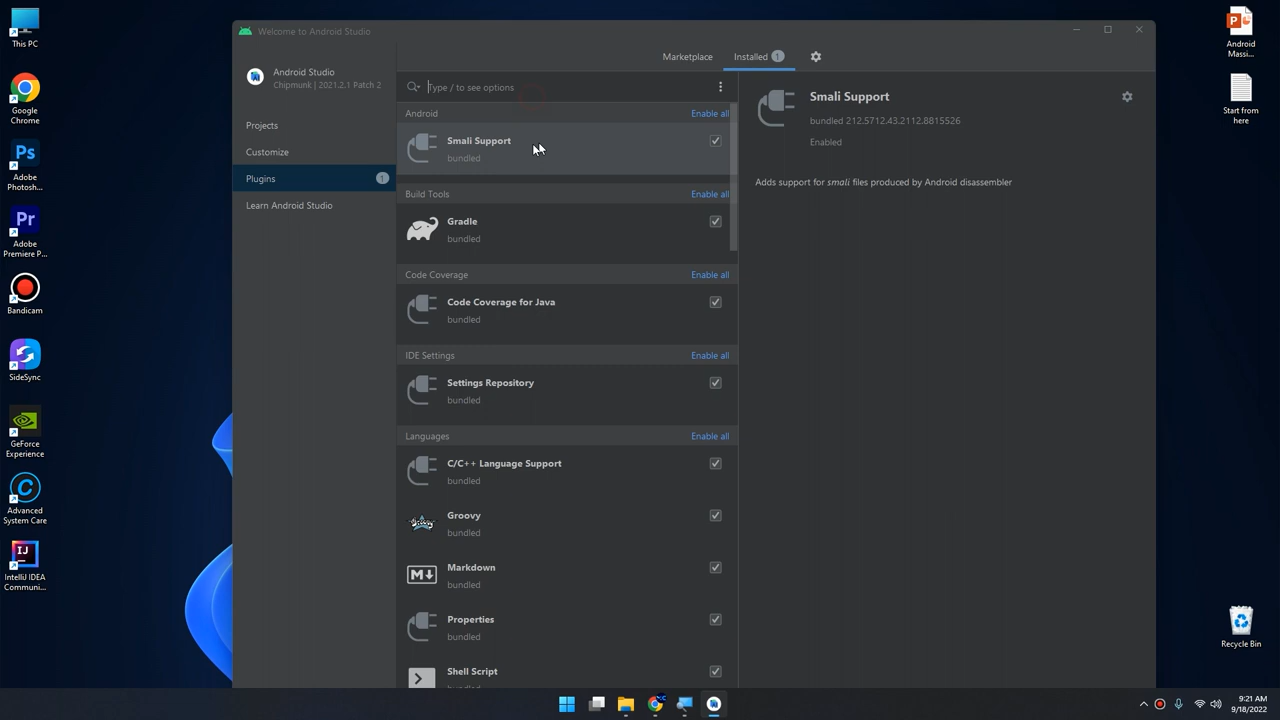 This PC
Google
Chrome
Ps
Adobe
Photosh...
Pr
Adobe
Premiere P...
Bandicam
SideSync
GeForce
Experience
Advanced
System Care
IntelliJ IDEA
Communi...
Welcome to Android Studio
Android Studio
Chipmunk | 2021.2.1 Patch 2
Projects
Customize
Plugins 1
Learn Android Studio
Marketplace Installed 1
Type / to see options
Android Enable all
Smali Support
bundled
Build Tools Enable all
Gradle
bundled
Code Coverage Enable all
Code Coverage for Java
bundled
IDE Settings Enable all
Settings Repository
bundled
Languages Enable all
C/C++ Language Support
bundled
Groovy
bundled
Markdown
bundled
Properties
bundled
Shell Script
Smali Support
bundled 212.5712.43.2112.8815526
Enabled
Adds support for smali files produced by Android disassembler
Android
Massi...
Start from
here
Recycle Bin
9:21 AM
9/18/2022